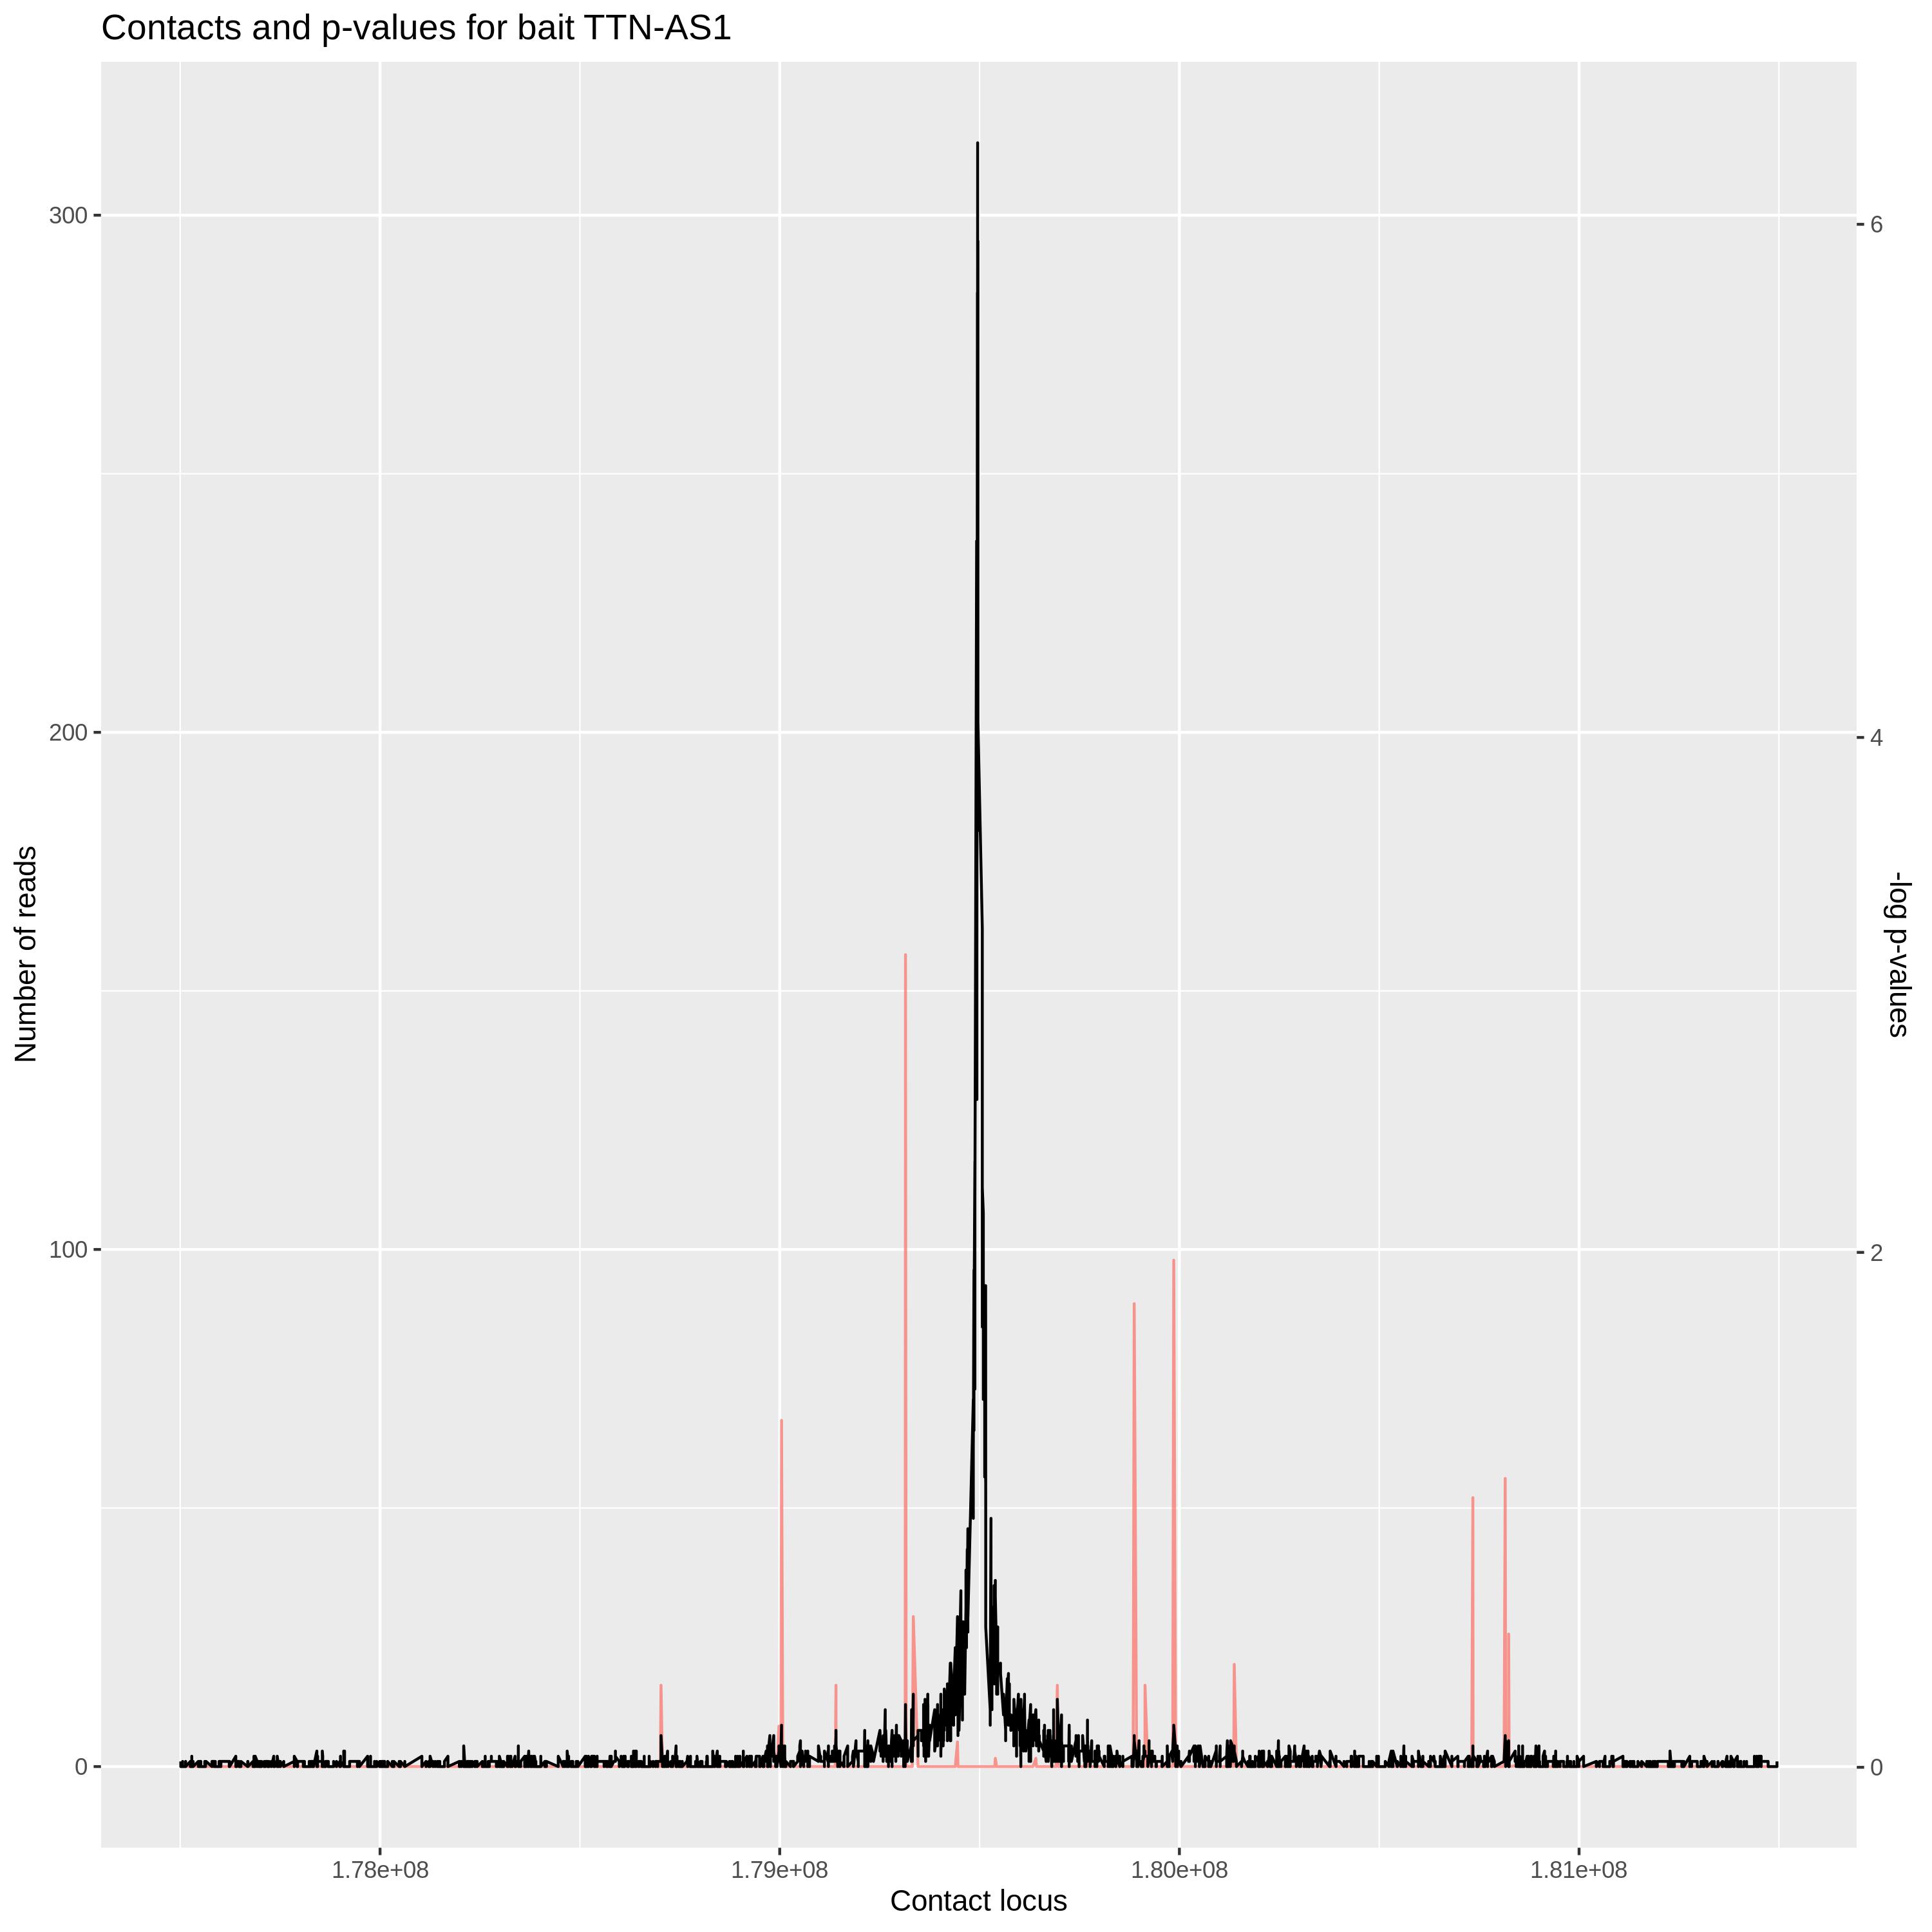 Contacts and p-values for bait TTN-AS1
300
200
100
0
Number of reads
6
4
2
0
-log p-values
1.78e+08
1.79e+08
1.80e+08
1.81e+08
Contact locus